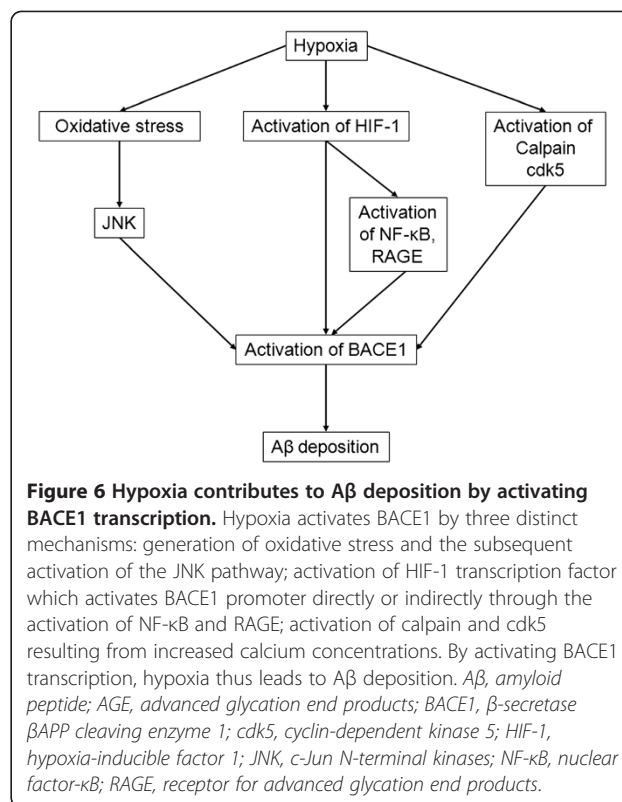 Hypoxia
Oxidative stress
Activation of HIF-1
Activation of
Calpain
cdk5
JNK
Activation
of NF-κB,
RAGE
Activation of BACE1
Aβ deposition
Figure 6 Hypoxia contributes to Aβ deposition by activating
BACE1 transcription. Hypoxia activates BACE1 by three distinct
mechanisms: generation of oxidative stress and the subsequent
activation of the JNK pathway; activation of HIF-1 transcription factor
which activates BACE1 promoter directly or indirectly through the
activation of NF-κB and RAGE; activation of calpain and cdk5
resulting from increased calcium concentrations. By activating BACE1
transcription, hypoxia thus leads to Aβ deposition. Aβ, amyloid
peptide; AGE, advanced glycation end products; BACE1, β-secretase
βAPP cleaving enzyme 1; cdk5, cyclin-dependent kinase 5; HIF-1,
hypoxia-inducible factor 1; JNK, c-Jun N-terminal kinases; NF-κB, nuclear
factor-κB; RAGE, receptor for advanced glycation end products.